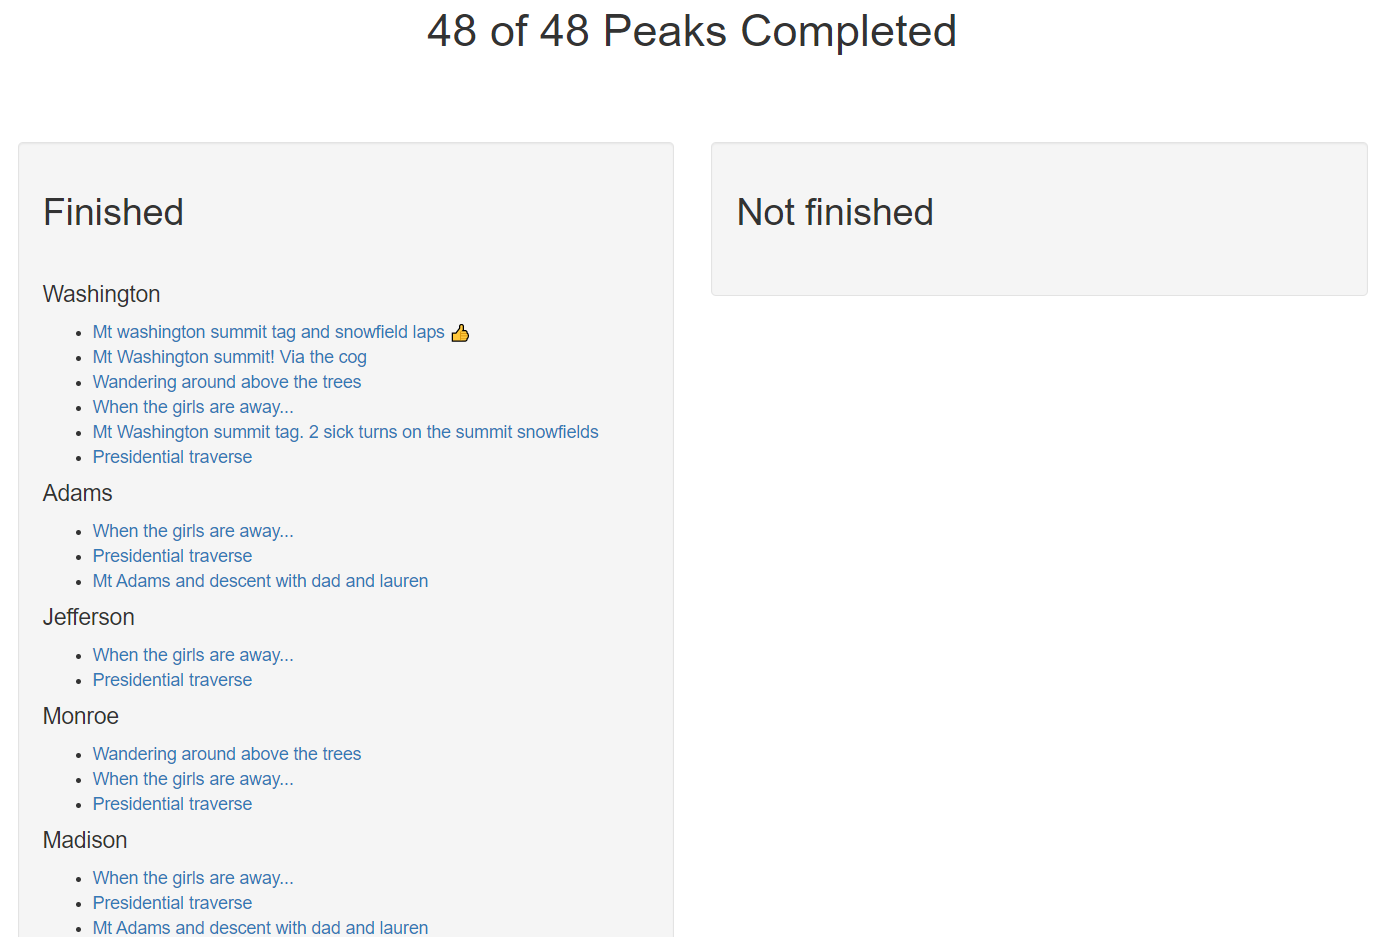 48 of 48 Peaks Completed
Finished
Washington
Mt washington summit tag and snowfield laps 👍
Mt Washington summit! Via the cog
Wandering around above the trees
When the girls are away...
Mt Washington summit tag. 2 sick turns on the summit snowfields
Presidential traverse
Adams
When the girls are away...
Presidential traverse
Mt Adams and descent with dad and lauren
Jefferson
When the girls are away...
Presidential traverse
Monroe
Wandering around above the trees
When the girls are away...
Presidential traverse
Madison
When the girls are away...
Presidential traverse
Mt Adams and descent with dad and lauren
Not finished